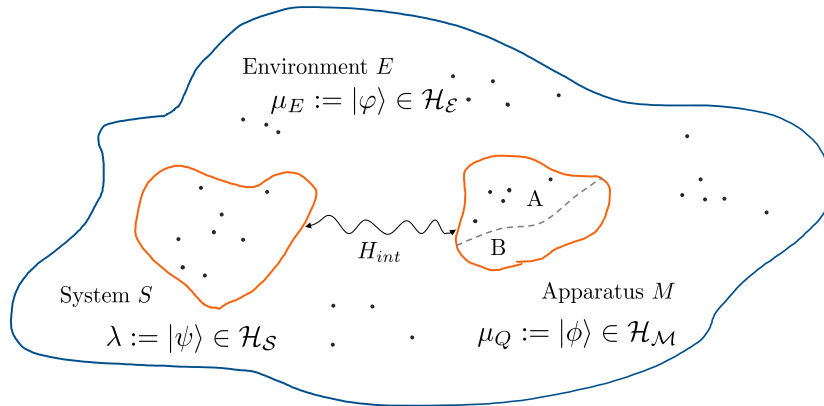 Environment E
μ_E := |φ⟩ ∈ ℋ_ℰ
A
B
H_int
System S
λ := |ψ⟩ ∈ ℋ_𝒮
Apparatus M
μ_Q := |ϕ⟩ ∈ ℋ_ℳ